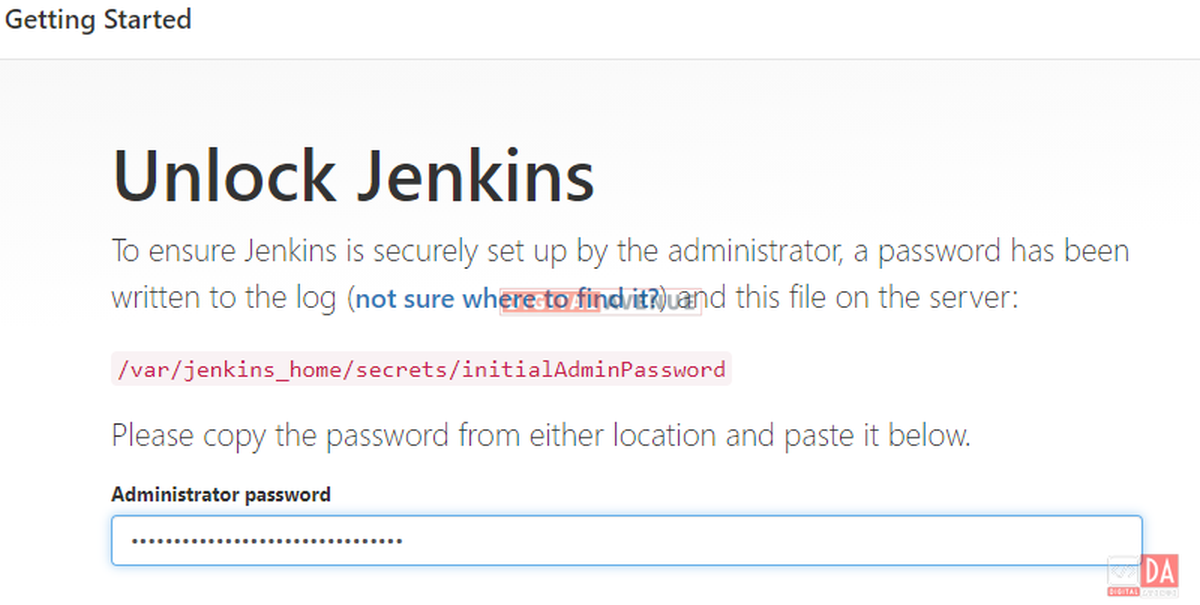 Getting Started
Unlock Jenkins
To ensure Jenkins is securely set up by the administrator, a password has been
written to the log (not sure where to find it?) and this file on the server:
/var/jenkins_home/secrets/initialAdminPassword
Please copy the password from either location and paste it below.
Administrator password
••••••••••••••••••••••••••••••••
DA
DIGITAL